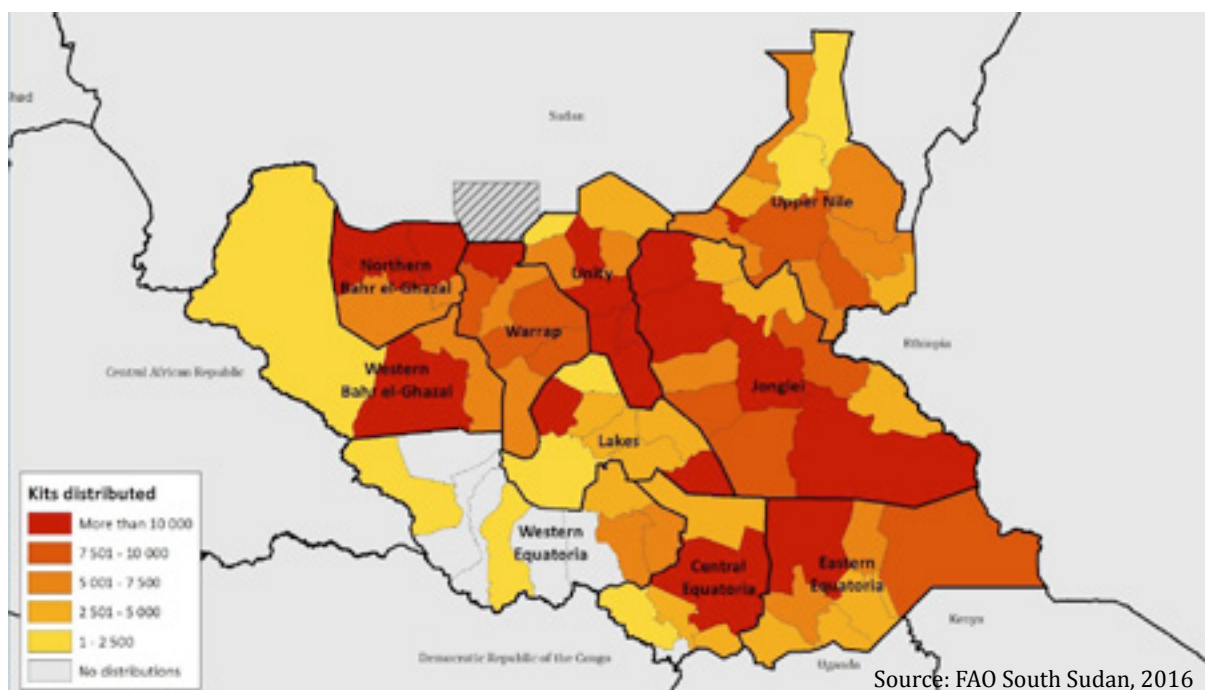 Sudan
Upper Nile
Northern
Bahr el-Ghazal
Unity
Warrap
Ethiopia
Central African Republic
Western
Bahr el-Ghazal
Jonglei
Lakes
Kits distributed
More than 10 000
7 501 - 10 000
5 001 - 7 500
2 501 - 5 000
1 - 2 500
No distributions
Western
Equatoria
Central
Equatoria
Eastern
Equatoria
Kenya
Democratic Republic of the Congo
Uganda
Source: FAO South Sudan, 2016